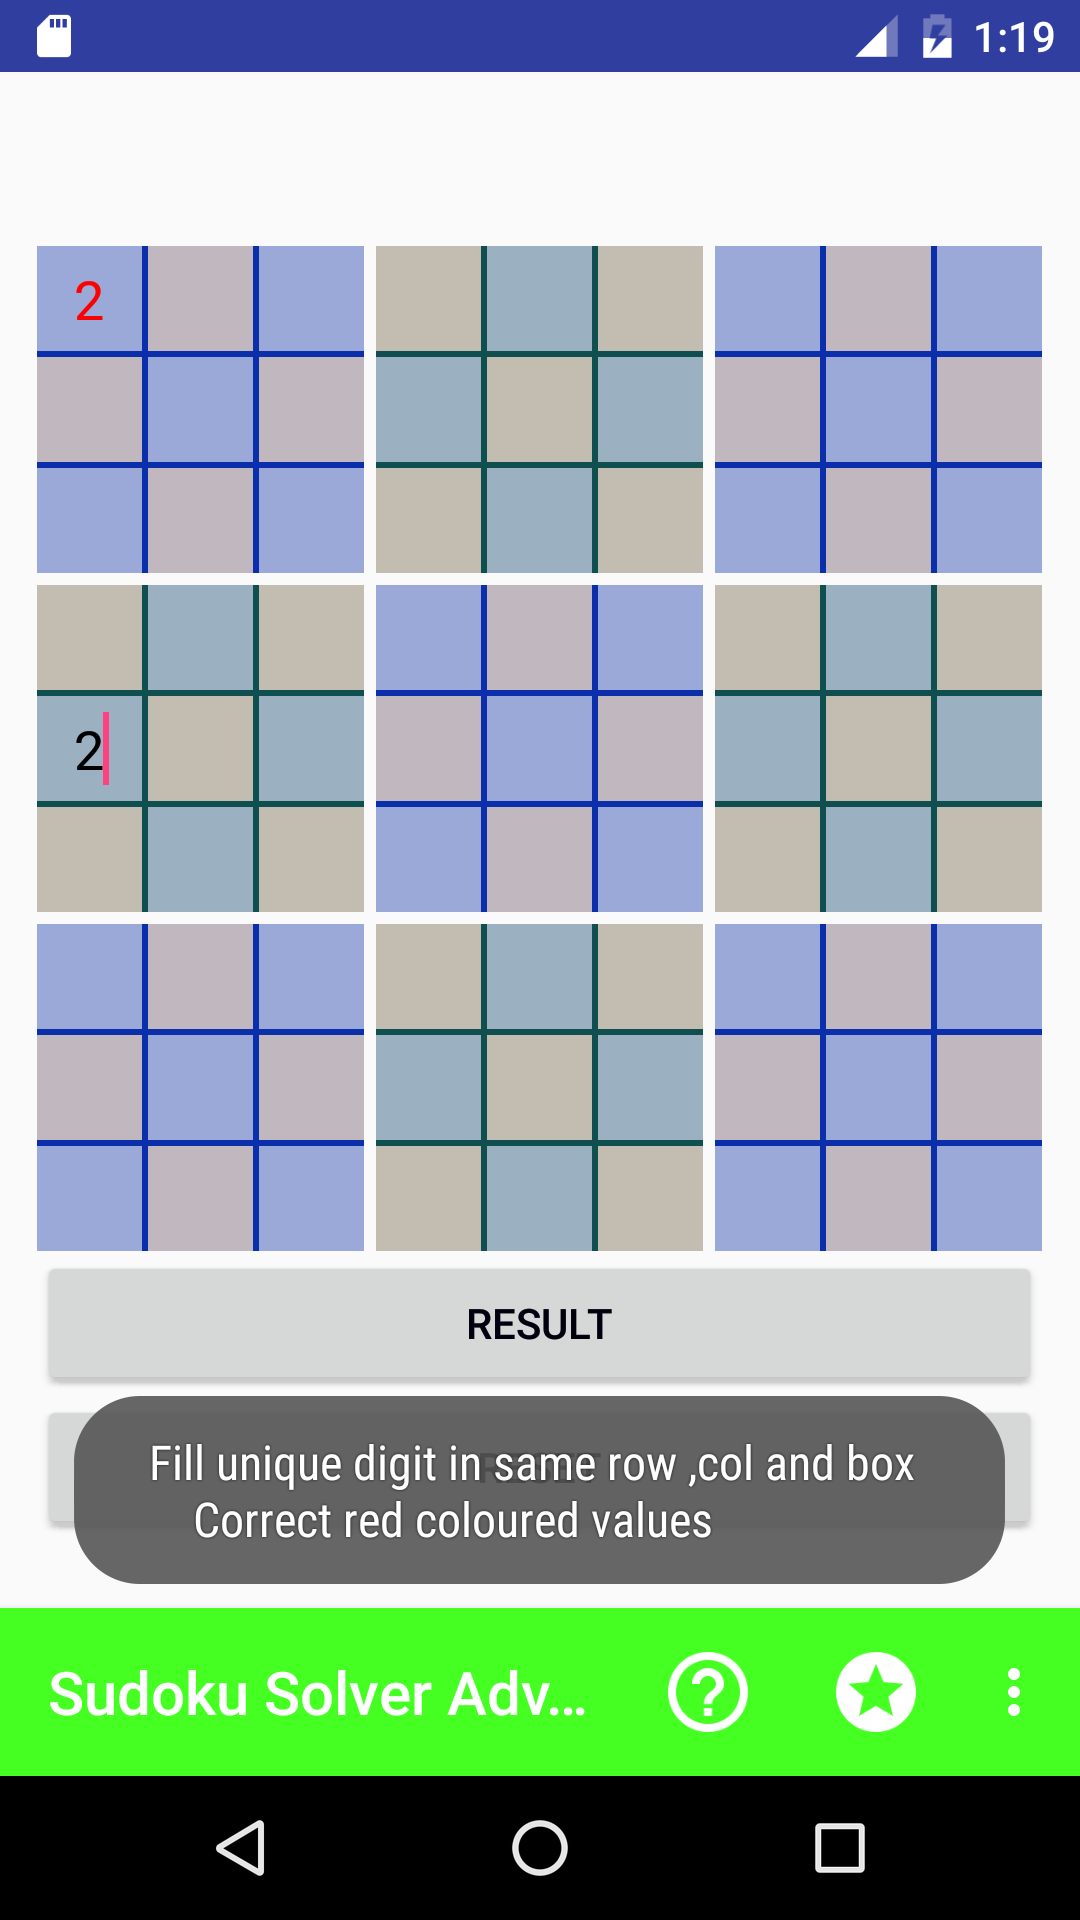 1:19
2
2
RESULT
RESET
Fill unique digit in same row ,col and box
Correct red coloured values
Sudoku Solver Adv...